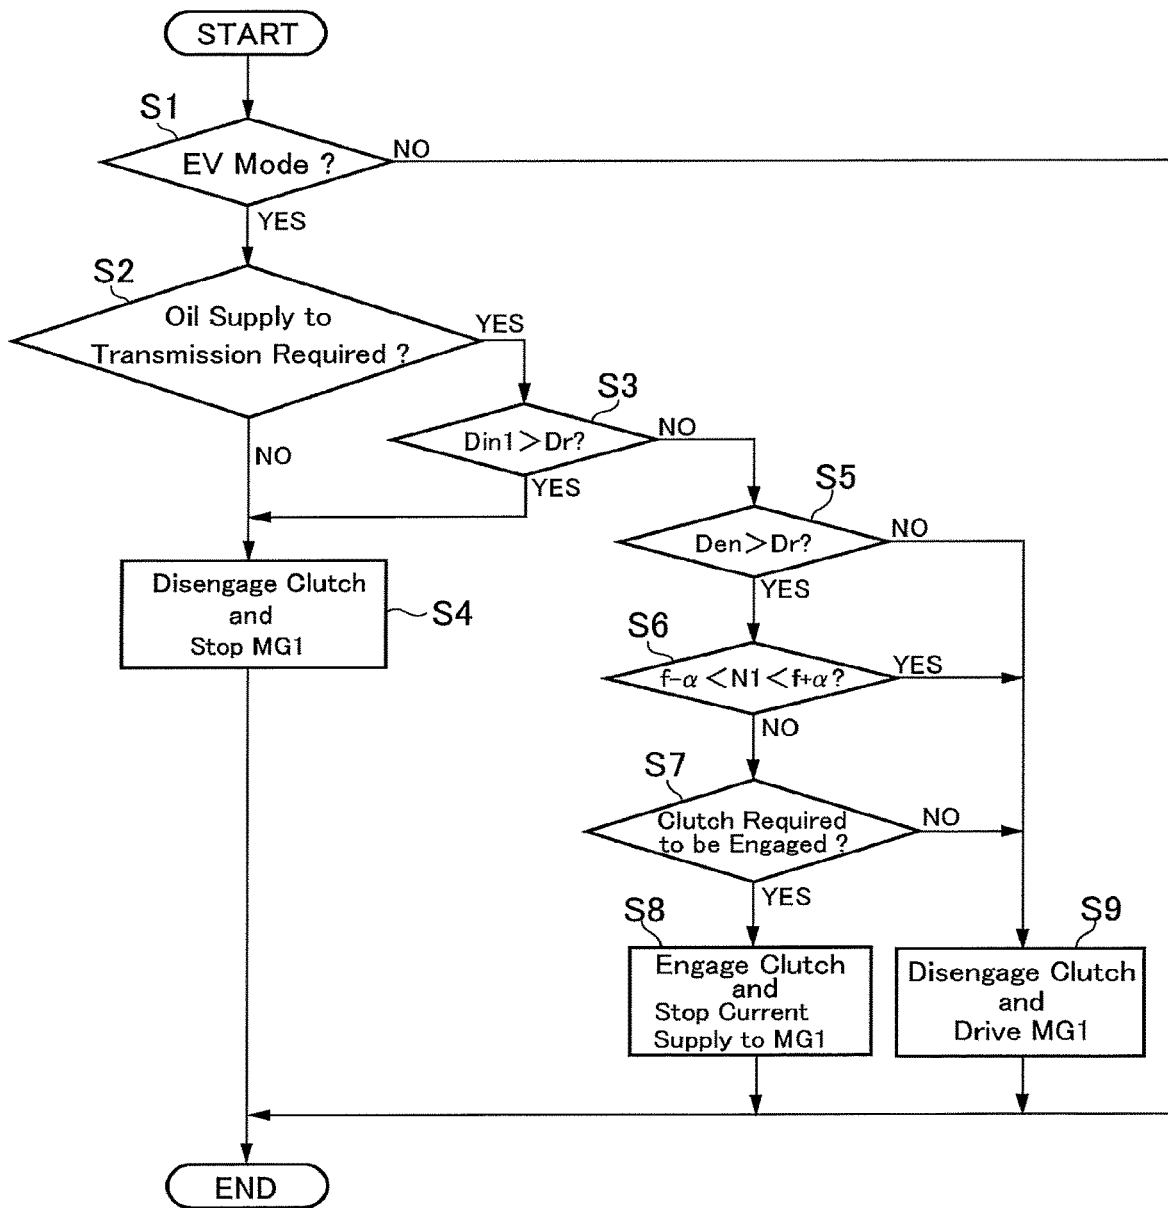 START
S1
EV Mode ?
NO
YES
S2
Oil Supply to
Transmission Required ?
YES
NO
S3
Din1＞Dr?
NO
YES
S5
Den＞Dr?
NO
YES
Disengage Clutch
and
Stop MG1
S4
S6
f-α＜N1＜f+α?
YES
NO
S7
Clutch Required
to be Engaged ?
NO
YES
S8
Engage Clutch
and
Stop Current
Supply to MG1
S9
Disengage Clutch
and
Drive MG1
END